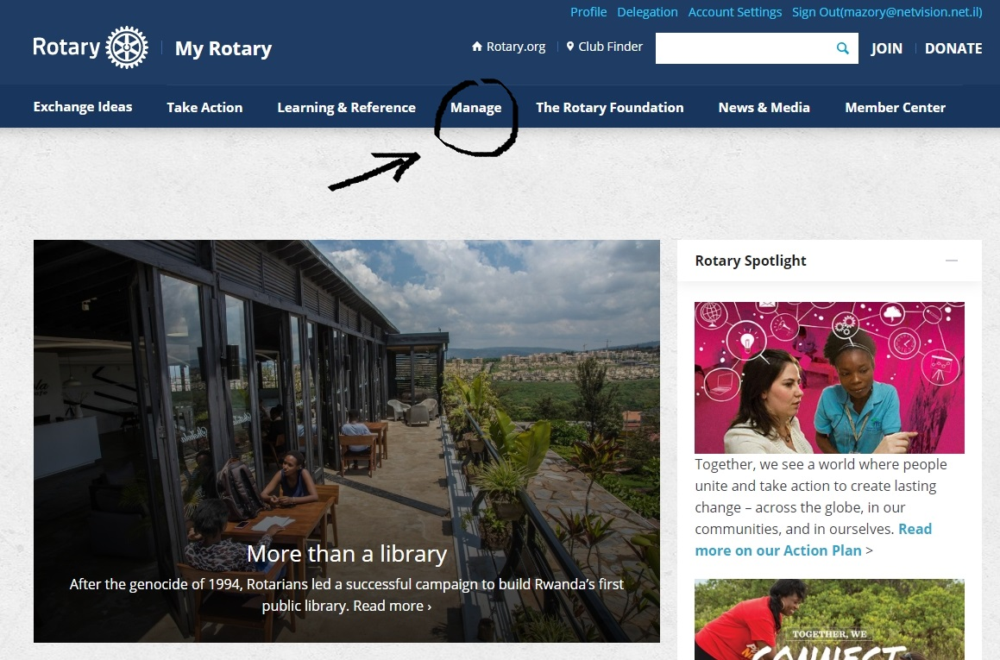 Profile Delegation Account Settings Sign Out(mazory@netvision.net.il)
Rotary My Rotary
Rotary.org Club Finder JOIN DONATE
Exchange Ideas Take Action Learning & Reference Manage The Rotary Foundation News & Media Member Center
More than a library
After the genocide of 1994, Rotarians led a successful campaign to build Rwanda’s first
public library. Read more ›
Rotary Spotlight
Together, we see a world where people
unite and take action to create lasting
change – across the globe, in our
communities, and in ourselves. Read
more on our Action Plan >
TOGETHER, WE
CONNECT